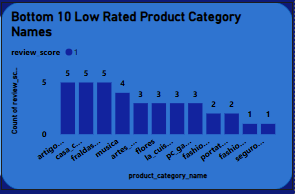 Bottom 10 Low Rated Product Category
Names
review_score 1
Count of review_sc...
5
0
5 5 5 4 3 3 3 3 2 2 1 1
artigo...
casa_c...
fraldas...
musica
artes_...
flores
la_cuis...
pc_ga...
fashio...
portat...
fashio...
seguro...
product_category_name